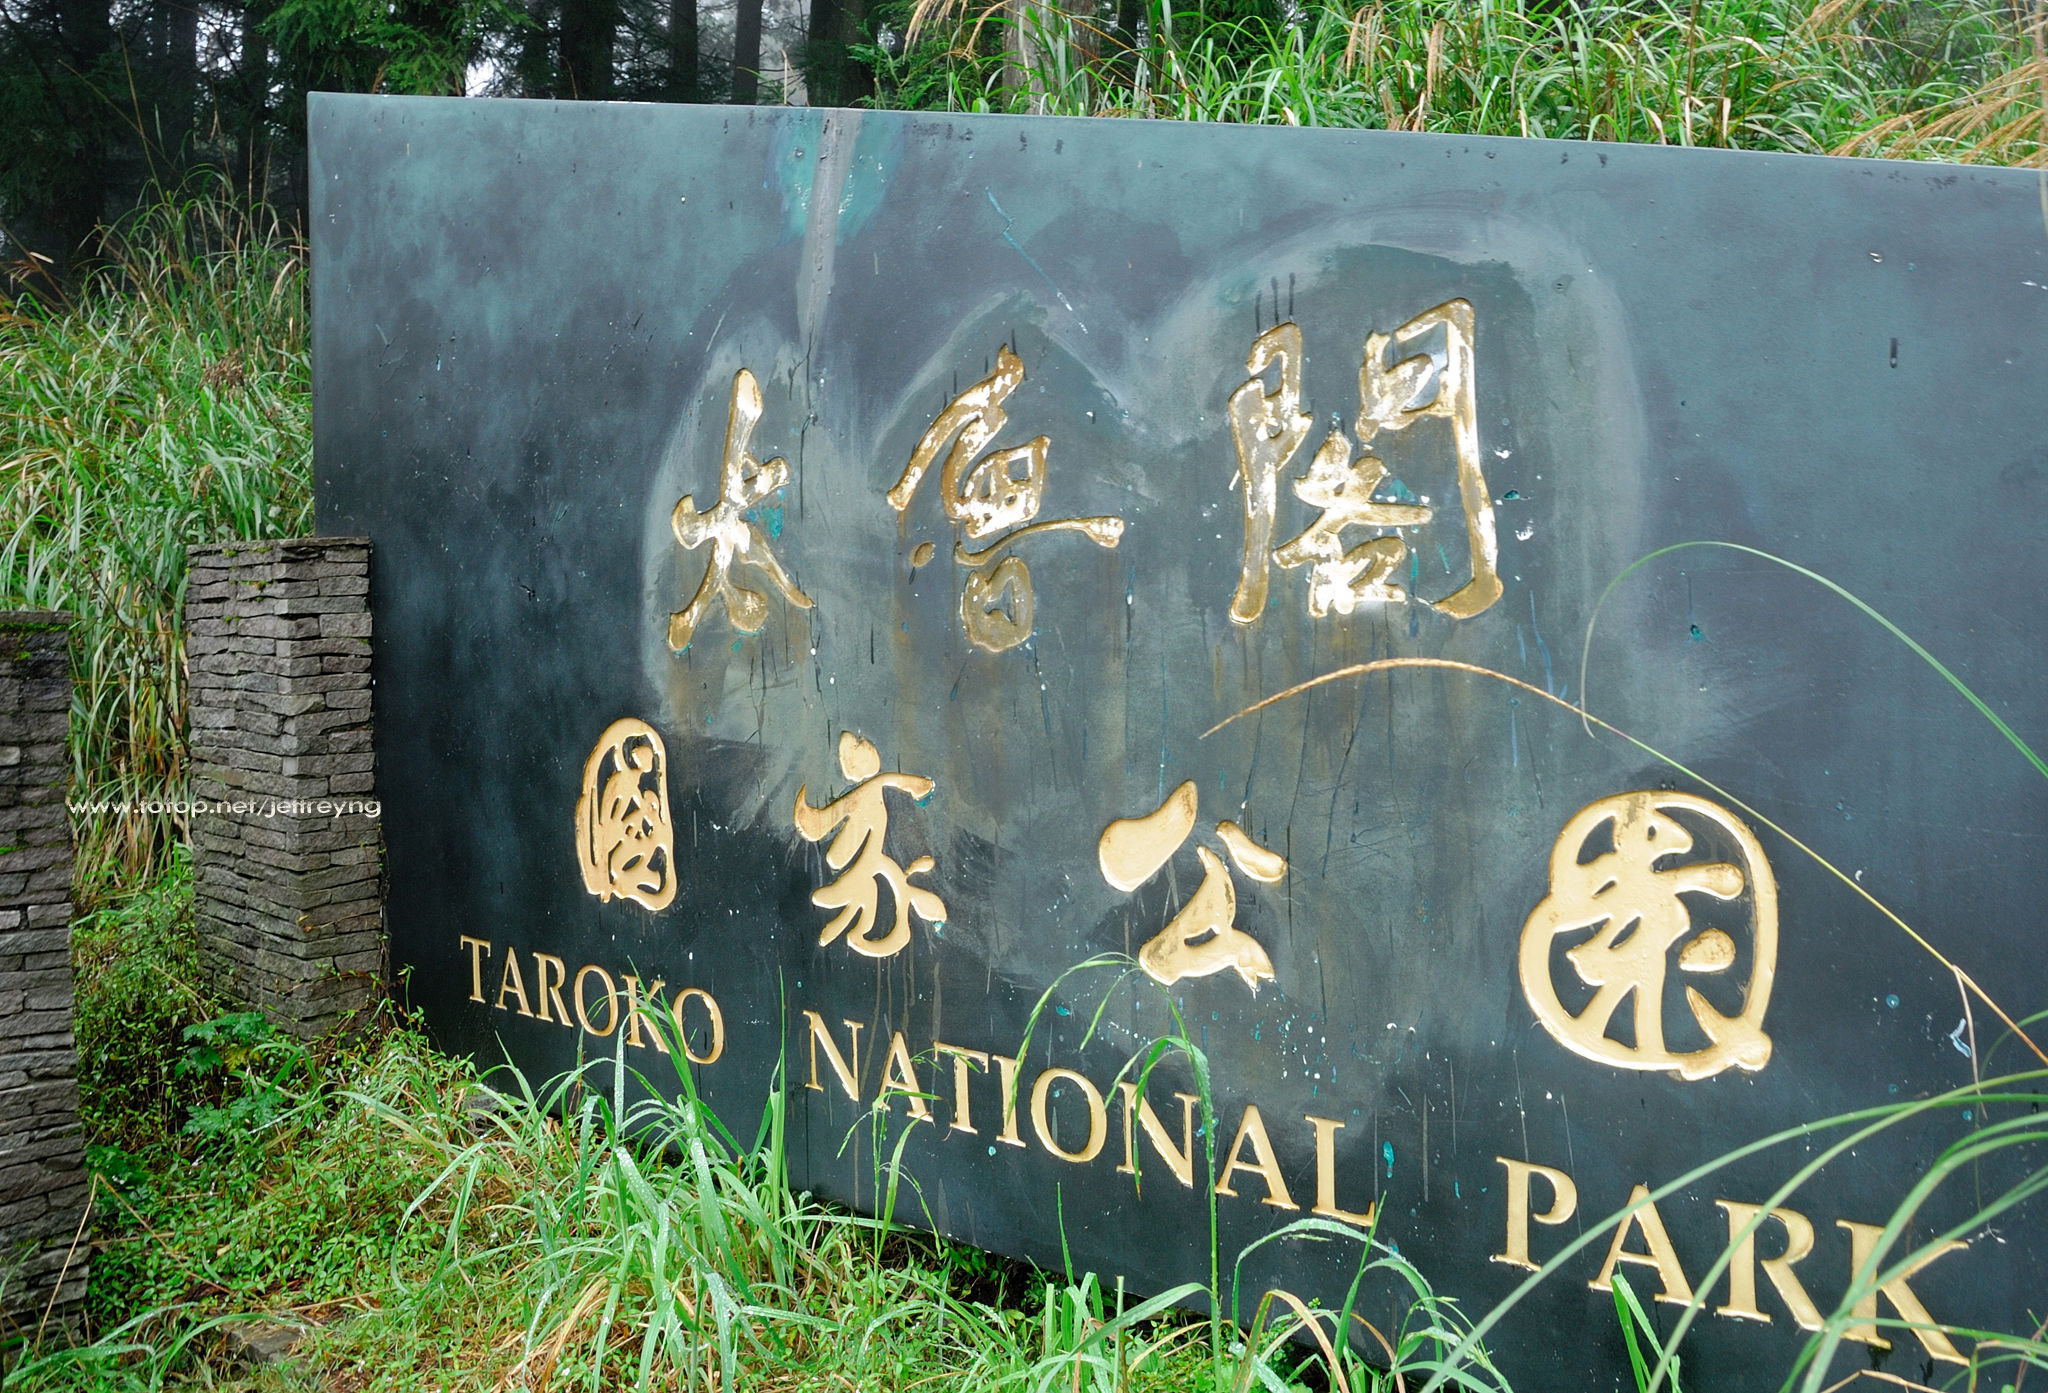 太魯閣
國家公園
www.fotop.net/jeffreyng
TAROKO NATIONAL PARK